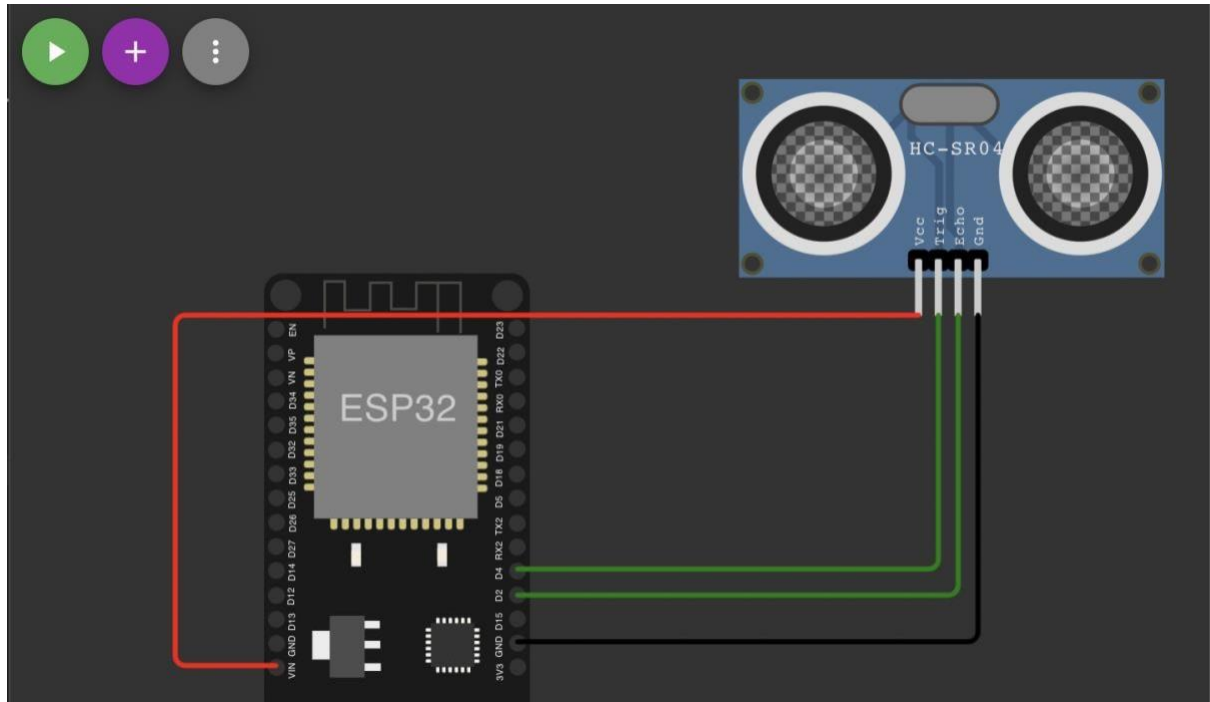 HC-SR04
Vcc
Trig
Echo
Gnd
ESP32
EN
VP
VN
D34
D35
D32
D33
D25
D26
D27
D14
D12
D13
GND
VIN
D23
D22
TX0
RX0
D21
D19
D18
D5
TX2
RX2
D4
D2
D15
GND
3V3